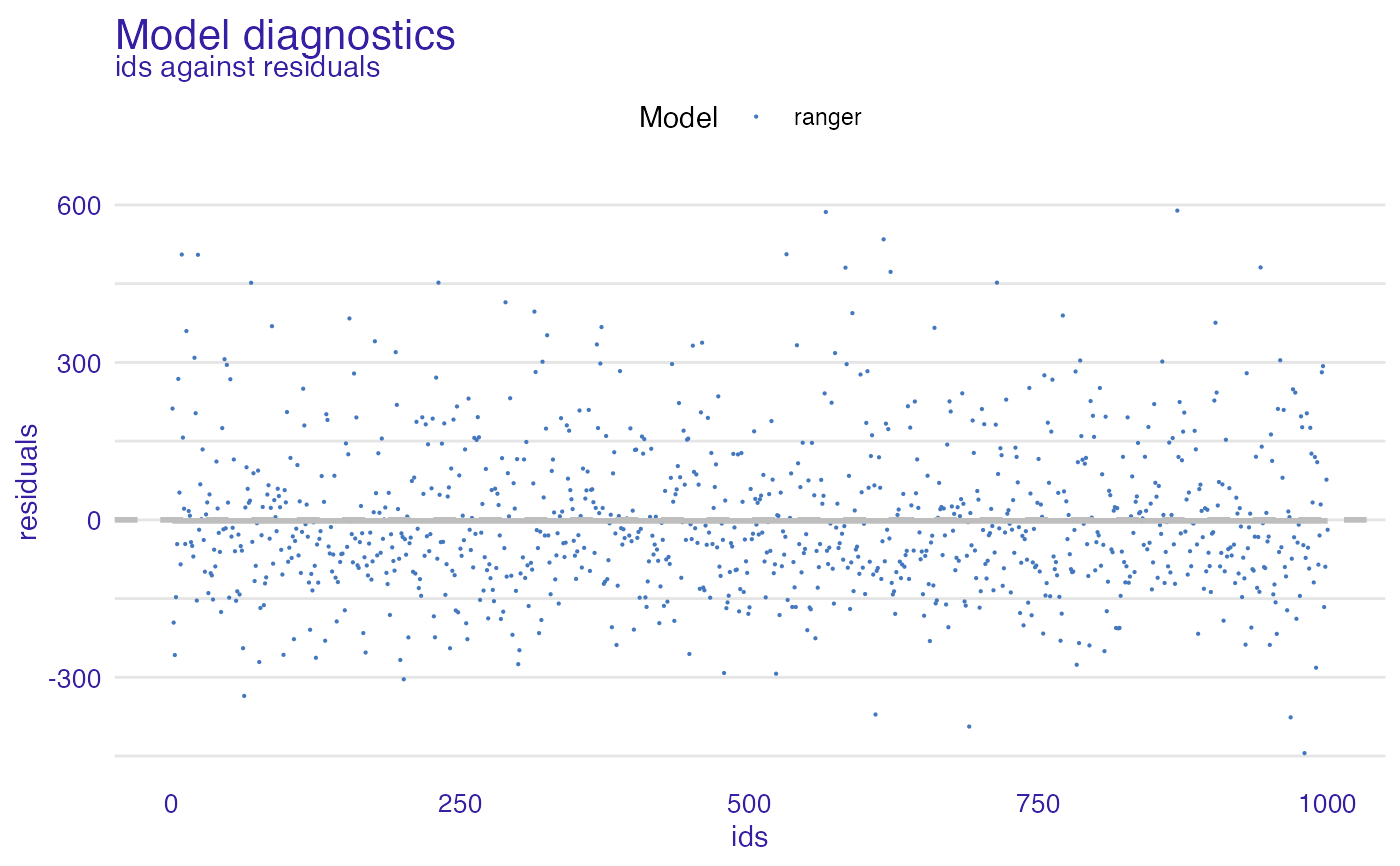 Model diagnostics
ids against residuals
Model ranger
600
300
0
-300
residuals
0 250 500 750 1000
ids